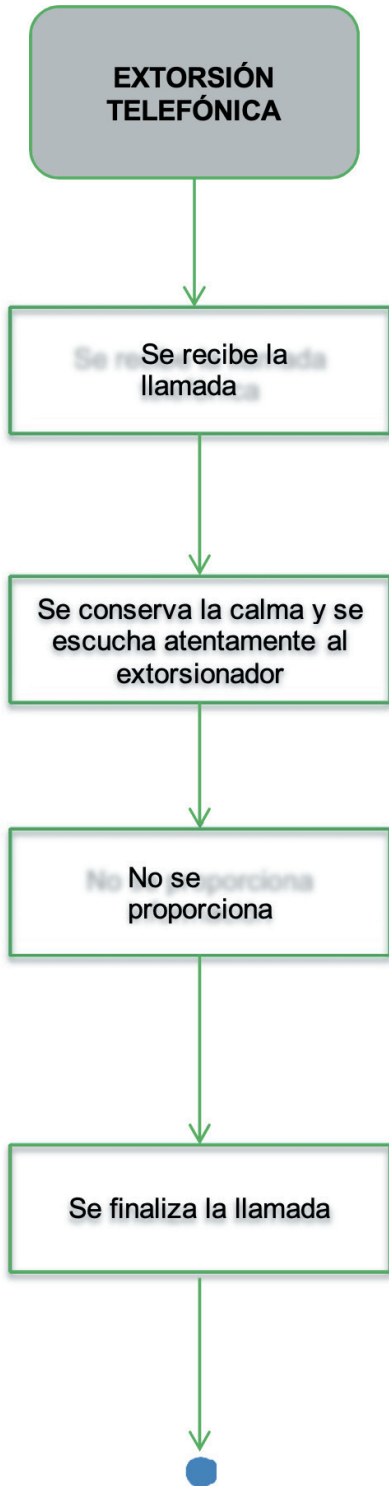 EXTORSIÓN
TELEFÓNICA
Se recibe la
llamada
Se conserva la calma y se
escucha atentamente al
extorsionador
No se
proporciona
Se finaliza la llamada